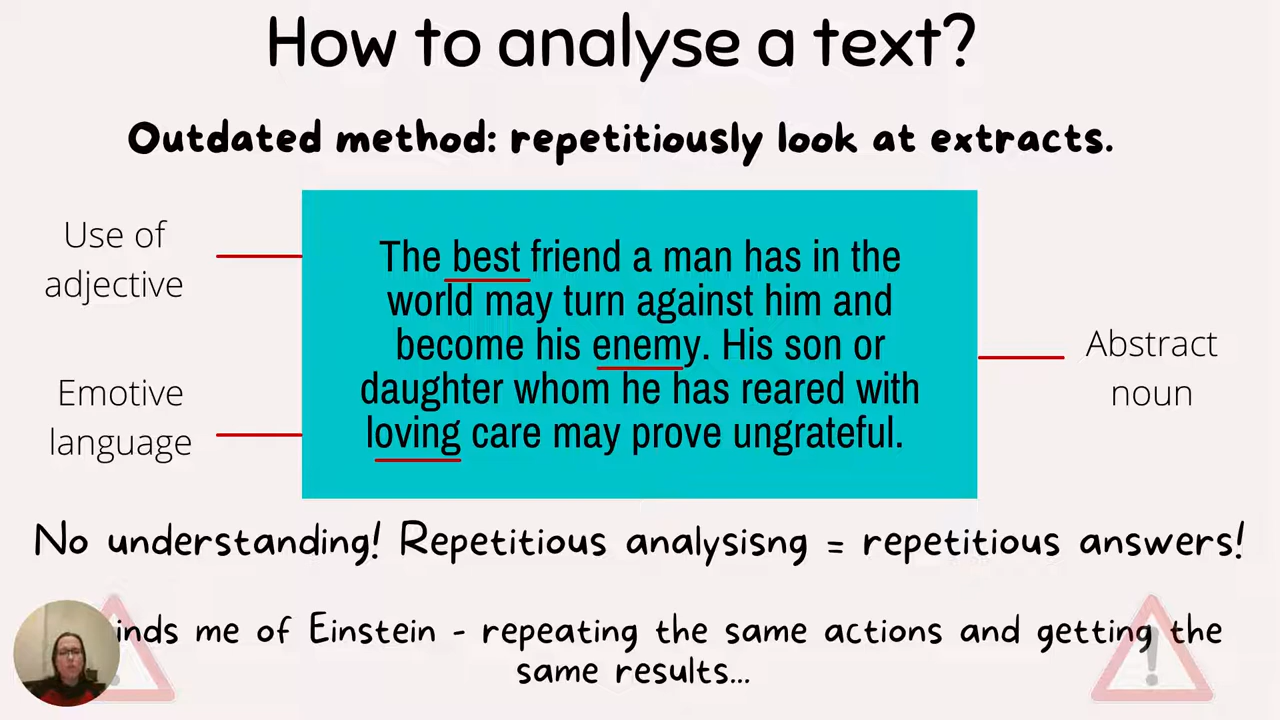 How to analyse a text?
Outdated method: repetitiously look at extracts.
Use of
adjective
Emotive
language
The best friend a man has in the
world may turn against him and
become his enemy. His son or
daughter whom he has reared with
loving care may prove ungrateful.
Abstract
noun
No understanding! Repetitious analysisng = repetitious answers!
me of Einstein - repeating the same actions and getting the
same results...